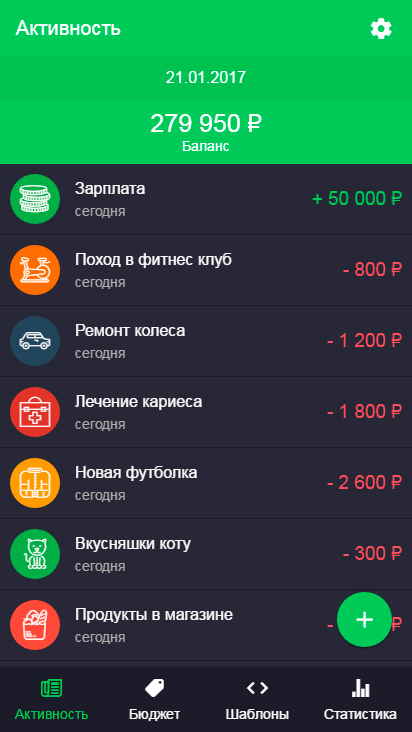 Активность
21.01.2017
279 950 ₽
Баланс
Зарплата
+ 50 000 ₽
сегодня
Поход в фитнес клуб
- 800 ₽
сегодня
Ремонт колеса
- 1 200 ₽
сегодня
Лечение кариеса
- 1 800 ₽
сегодня
Новая футболка
- 2 600 ₽
сегодня
Вкусняшки коту
- 300 ₽
сегодня
Продукты в магазине
- ₽
сегодня
Активность Бюджет Шаблоны Статистика